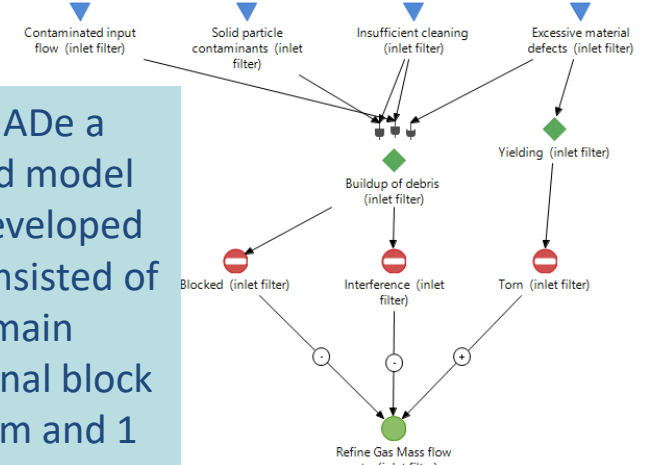 Contaminated input
flow (inlet filter)
Solid particle
contaminants (inlet
filter)
Insufficient cleaning
(inlet filter)
Excessive material
defects (inlet filter)
ADe a
d model
eveloped
nsisted of
main
nal block
m and 1
Buildup of debris
(inlet filter)
Yielding (inlet filter)
Blocked (inlet filter)
Interference (inlet
filter)
Torn (inlet filter)
-
-
+
Refine Gas Mass flow
(inlet filter)